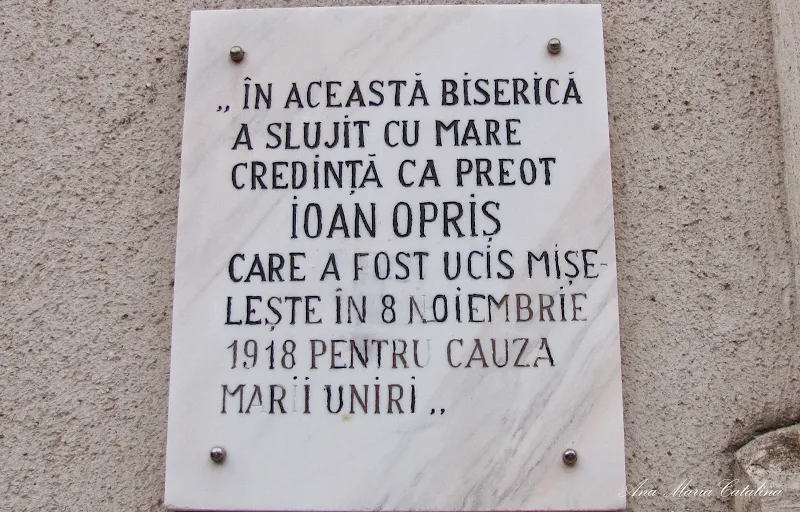 „ ÎN ACEASTĂ BISERICĂ
A SLUJIT CU MARE
CREDINȚĂ CA PREOT
IOAN OPRIȘ
CARE A FOST UCIS MIȘE-
LEȘTE ÎN 8 NOIEMBRIE
1918 PENTRU CAUZA
MARII UNIRI „
Ana Maria Catalina